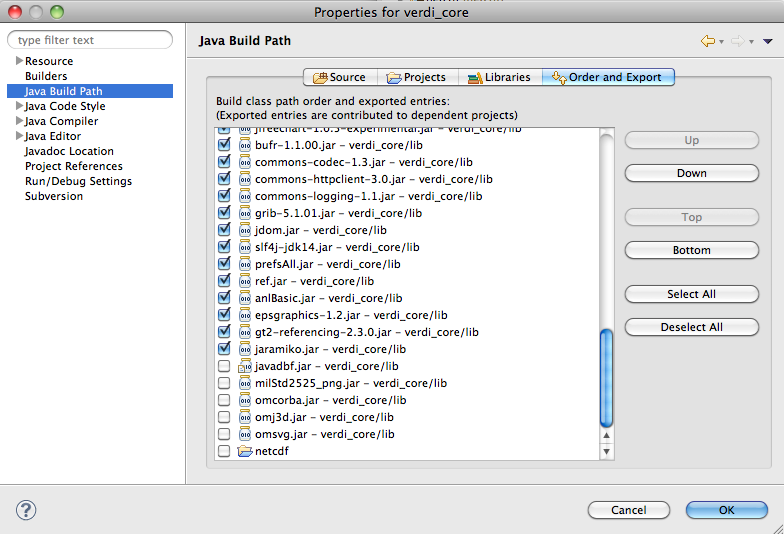 Properties for verdi_core
type filter text
Resource
Builders
Java Build Path
Java Code Style
Java Compiler
Java Editor
Javadoc Location
Project References
Run/Debug Settings
Subversion
Java Build Path
Source
Projects
Libraries
Order and Export
Build class path order and exported entries:
(Exported entries are contributed to dependent projects)
jfreechart-1.0.5-experimental.jar - verdi_core/lib
bufr-1.1.00.jar - verdi_core/lib
commons-codec-1.3.jar - verdi_core/lib
commons-httpclient-3.0.jar - verdi_core/lib
commons-logging-1.1.jar - verdi_core/lib
grib-5.1.01.jar - verdi_core/lib
jdom.jar - verdi_core/lib
slf4j-jdk14.jar - verdi_core/lib
prefsAll.jar - verdi_core/lib
ref.jar - verdi_core/lib
anlBasic.jar - verdi_core/lib
epsgraphics-1.2.jar - verdi_core/lib
gt2-referencing-2.3.0.jar - verdi_core/lib
jaramiko.jar - verdi_core/lib
javadbf.jar - verdi_core/lib
milStd2525_png.jar - verdi_core/lib
omcorba.jar - verdi_core/lib
omj3d.jar - verdi_core/lib
omsvg.jar - verdi_core/lib
netcdf
Up
Down
Top
Bottom
Select All
Deselect All
?
Cancel
OK